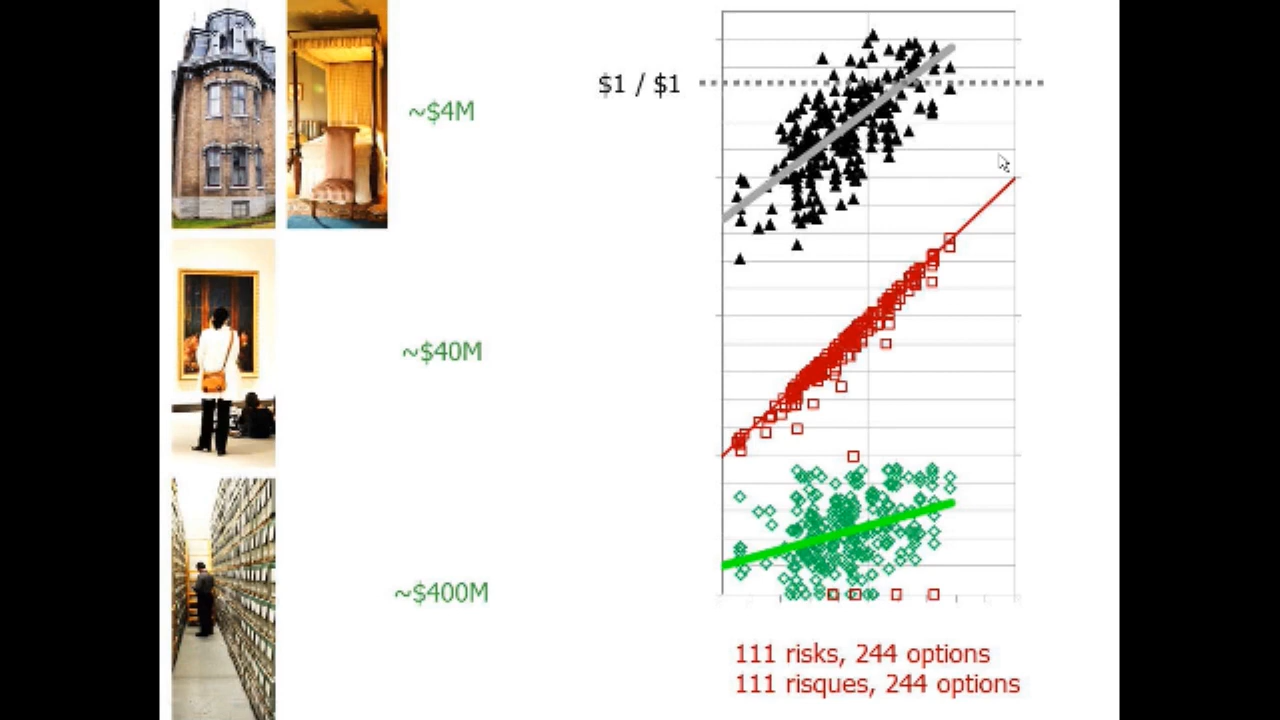 $1 / $1
~$4M
~$40M
~$400M
111 risks, 244 options
111 risques, 244 options